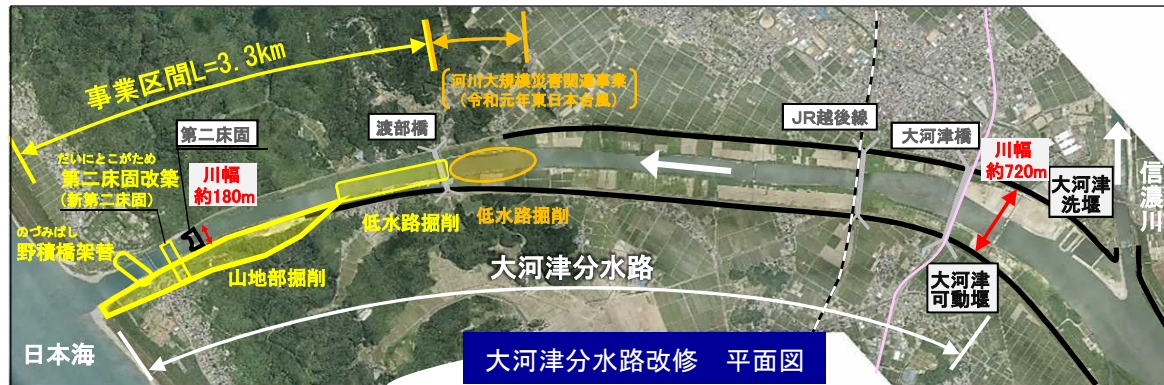 事業区間L=3.3km
河川大規模災害関連事業
（令和元年東日本台風）
第二床固
渡部橋
JR越後線
大河津橋
川幅
約720m
大河津
洗堰
信濃川
だいにとこがため
第二床固改築
(新第二床固)
川幅
約180m
のづみばし
野積橋架替
低水路掘削
低水路掘削
山地部掘削
大河津分水路
大河津
可動堰
日本海
大河津分水路改修　平面図